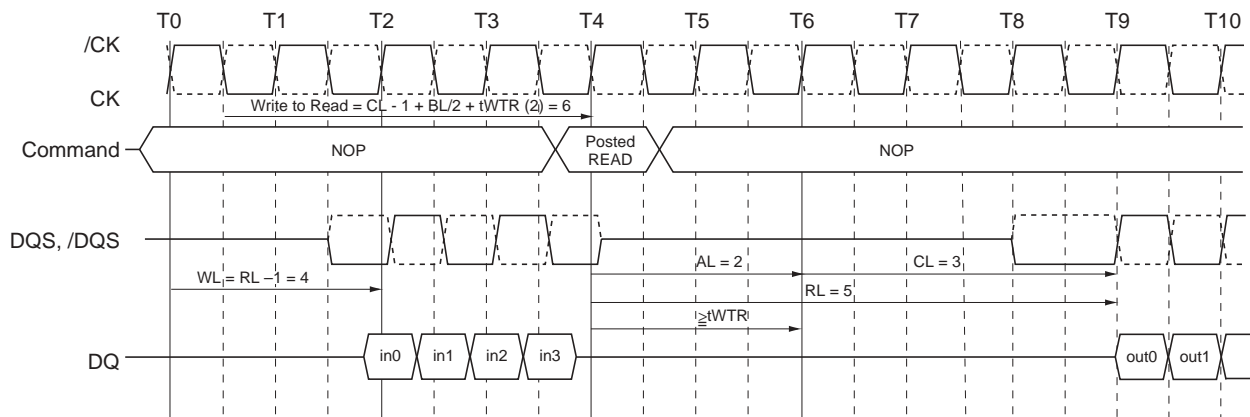 T0 T1 T2 T3 T4 T5 T6 T7 T8 T9 T10
/CK
CK
Write to Read = CL - 1 + BL/2 + tWTR (2) = 6
Command
NOP
Posted
READ
NOP
DQS, /DQS
AL = 2
CL = 3
WL = RL –1 = 4
RL = 5
≧tWTR
DQ
in0 in1 in2 in3
out0 out1